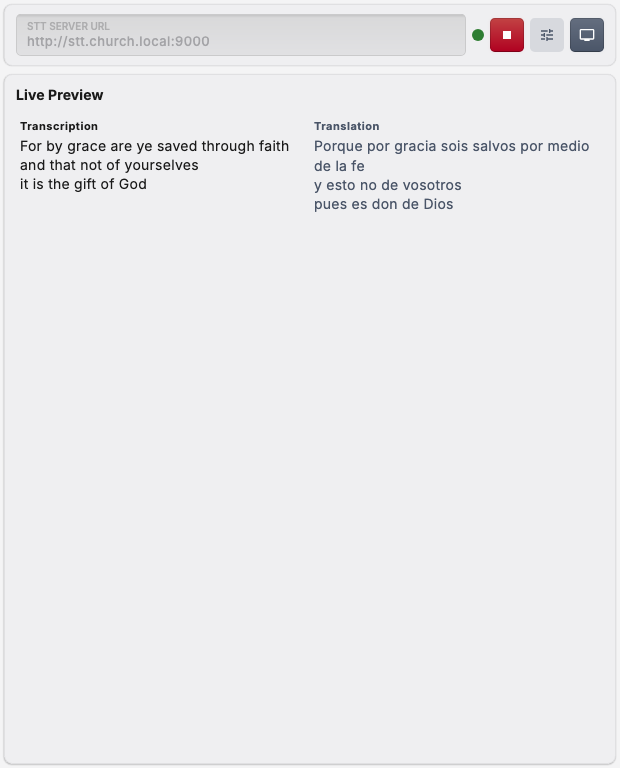 STT SERVER URL
http://stt.church.local:9000
Live Preview
Transcription
For by grace are ye saved through faith
and that not of yourselves
it is the gift of God
Translation
Porque por gracia sois salvos por medio
de la fe
y esto no de vosotros
pues es don de Dios